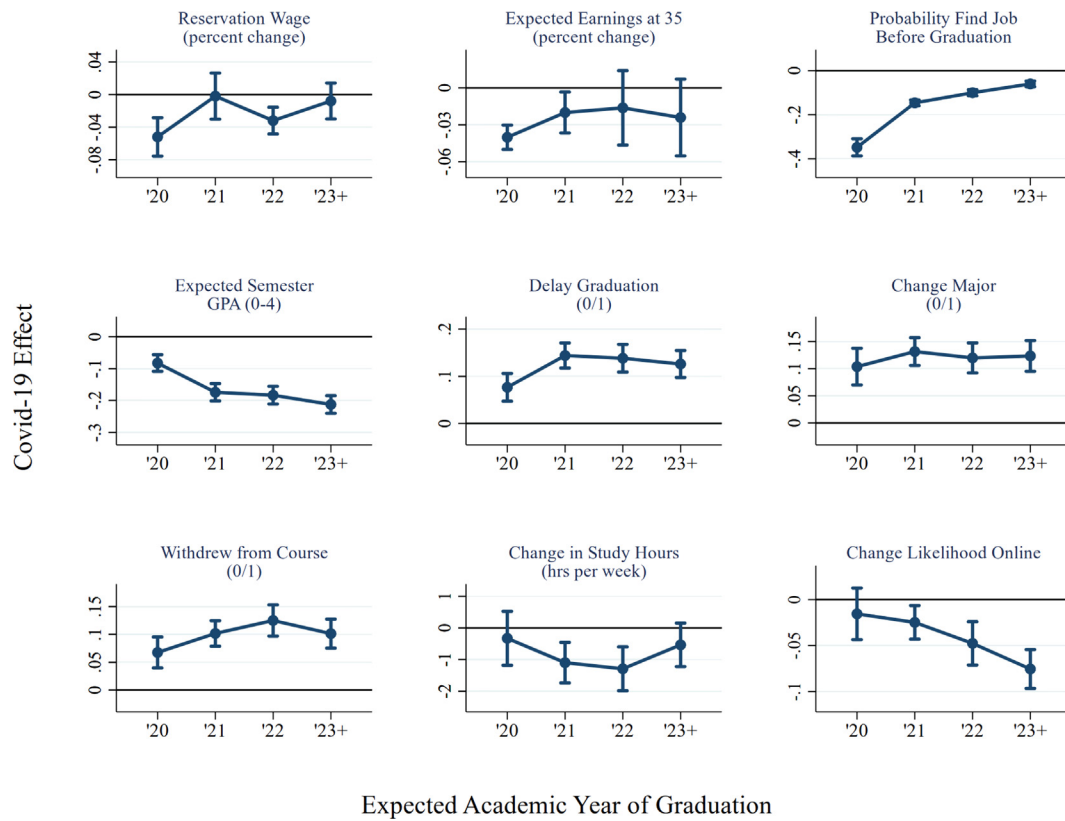 Reservation Wage
(percent change)
.04
0
-.04
-.08
'20 '21 '22 '23+
Expected Earnings at 35
(percent change)
0
-.03
-.06
'20 '21 '22 '23+
Probability Find Job
Before Graduation
0
-.2
-.4
'20 '21 '22 '23+
Covid-19 Effect
Expected Semester
GPA (0-4)
0
-.1
-.2
-.3
'20 '21 '22 '23+
Delay Graduation
(0/1)
.2
.1
0
'20 '21 '22 '23+
Change Major
(0/1)
.15
.1
.05
0
'20 '21 '22 '23+
Withdrew from Course
(0/1)
.15
.1
.05
0
'20 '21 '22 '23+
Change in Study Hours
(hrs per week)
1
0
-1
-2
'20 '21 '22 '23+
Change Likelihood Online
0
-.05
-.1
'20 '21 '22 '23+
Expected Academic Year of Graduation